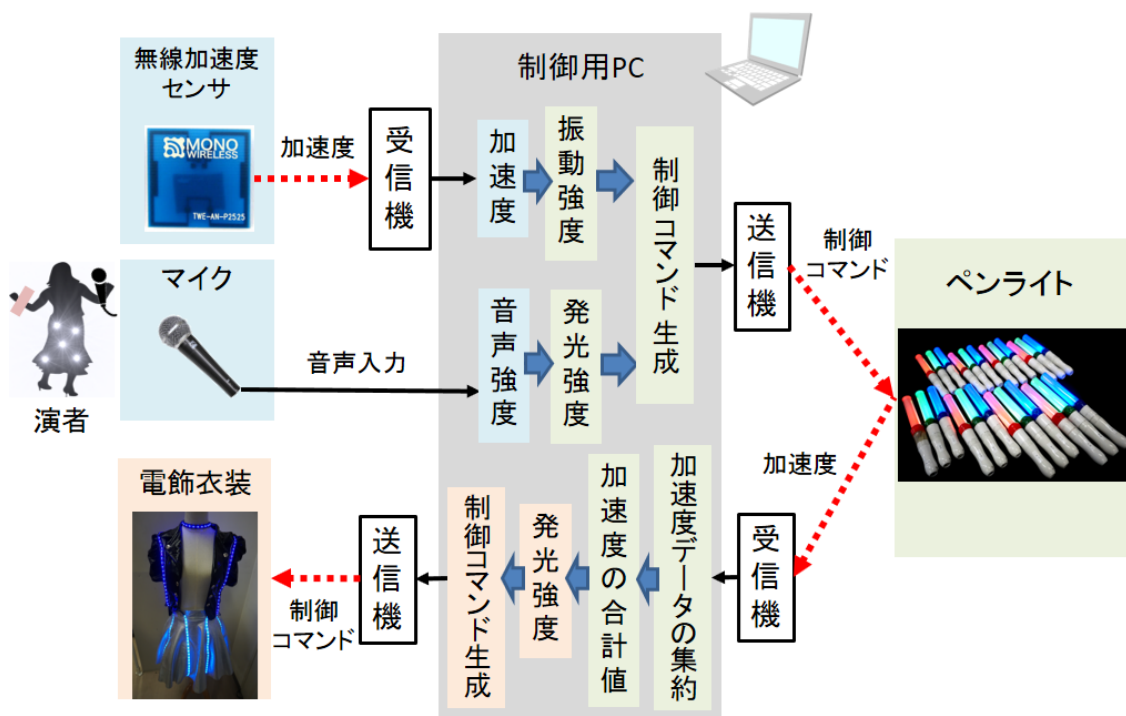 無線加速度
センサ
MONO
WIRELESS
TWE-AN-P2525
加速度
受信機
制御用PC
加速度
振動強度
制御コマンド生成
送信機
制御
コマンド
ペンライト
演者
マイク
音声入力
音声強度
発光強度
加速度
受信機
加速度データの集約
加速度の合計値
発光強度
制御コマンド生成
送信機
制御
コマンド
電飾衣装